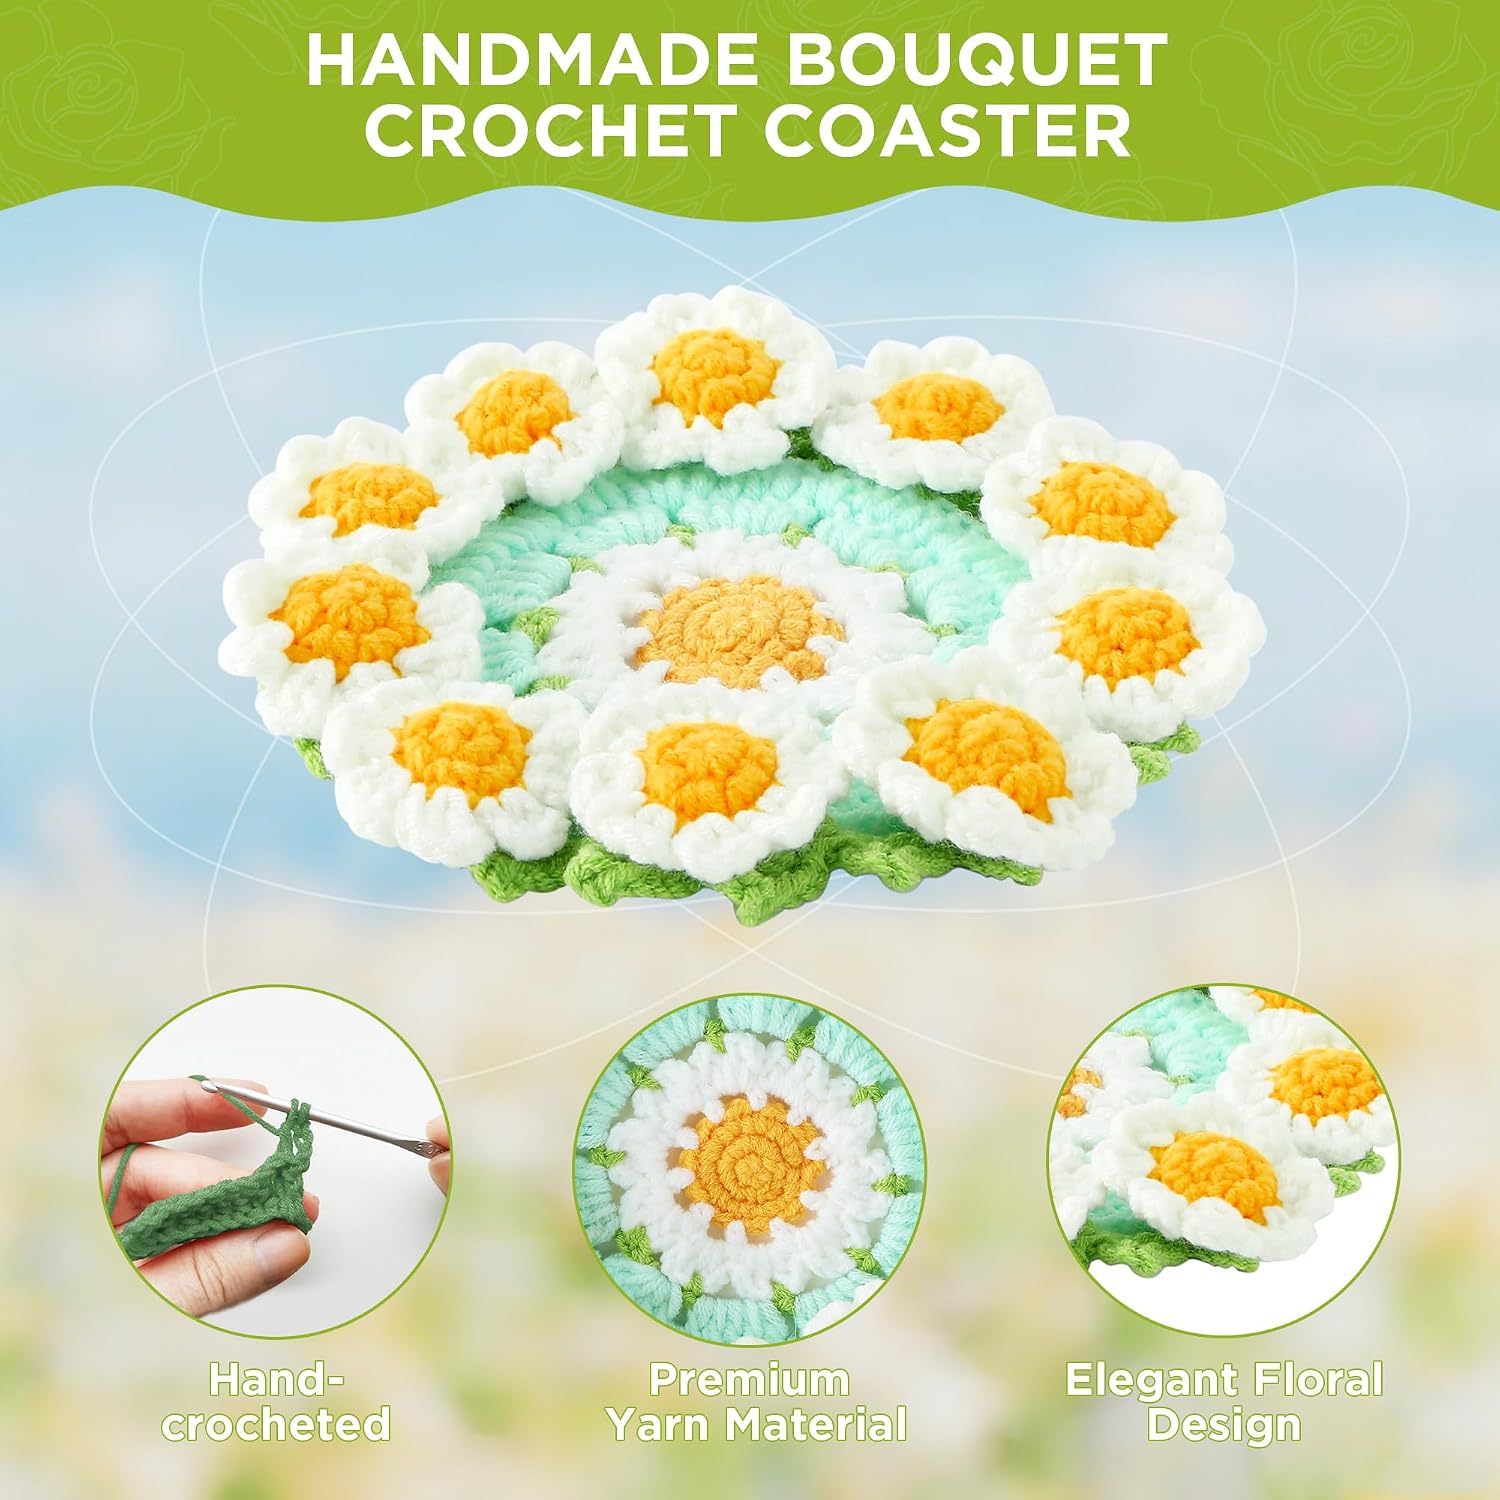 HANDMADE BOUQUET
CROCHET COASTER
Hand-
crocheted
Premium
Yarn Material
Elegant Floral
Design